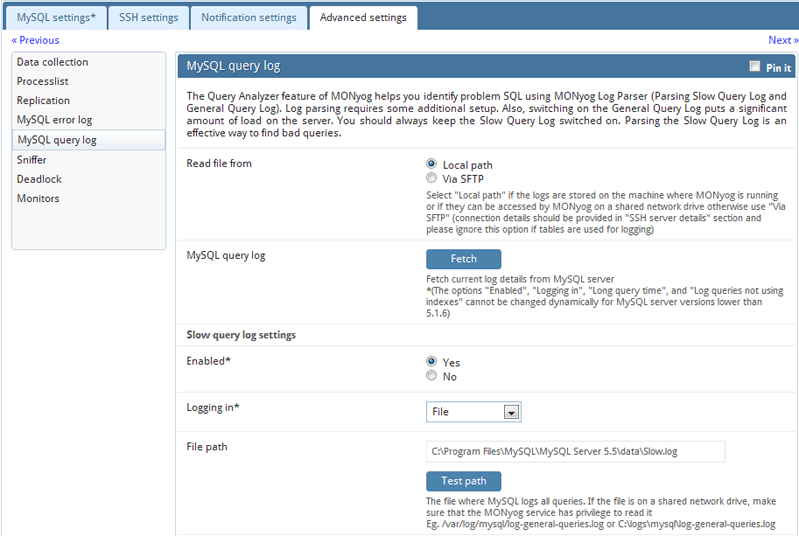 MySQL settings* SSH settings Notification settings Advanced settings
« Previous Next »
Data collection
Processlist
Replication
MySQL error log
MySQL query log
Sniffer
Deadlock
Monitors
MySQL query log Pin it
The Query Analyzer feature of MONyog helps you identify problem SQL using MONyog Log Parser (Parsing Slow Query Log and
General Query Log). Log parsing requires some additional setup. Also, switching on the General Query Log puts a significant
amount of load on the server. You should always keep the Slow Query Log switched on. Parsing the Slow Query Log is an
effective way to find bad queries.
Read file from
Local path
Via SFTP
Select "Local path" if the logs are stored on the machine where MONyog is running
or if they can be accessed by MONyog on a shared network drive otherwise use "Via
SFTP" (connection details should be provided in "SSH server details" section and
please ignore this option if tables are used for logging)
MySQL query log
Fetch
Fetch current log details from MySQL server
*(The options "Enabled", "Logging in", "Long query time", and "Log queries not using
indexes" cannot be changed dynamically for MySQL server versions lower than
5.1.6)
Slow query log settings
Enabled*
Yes
No
Logging in*
File
File path
C:\Program Files\MySQL\MySQL Server 5.5\data\Slow.log
Test path
The file where MySQL logs all queries. If the file is on a shared network drive, make
sure that the MONyog service has privilege to read it
Eg. /var/log/mysql/log-general-queries.log or C:\logs\mysql\log-general-queries.log